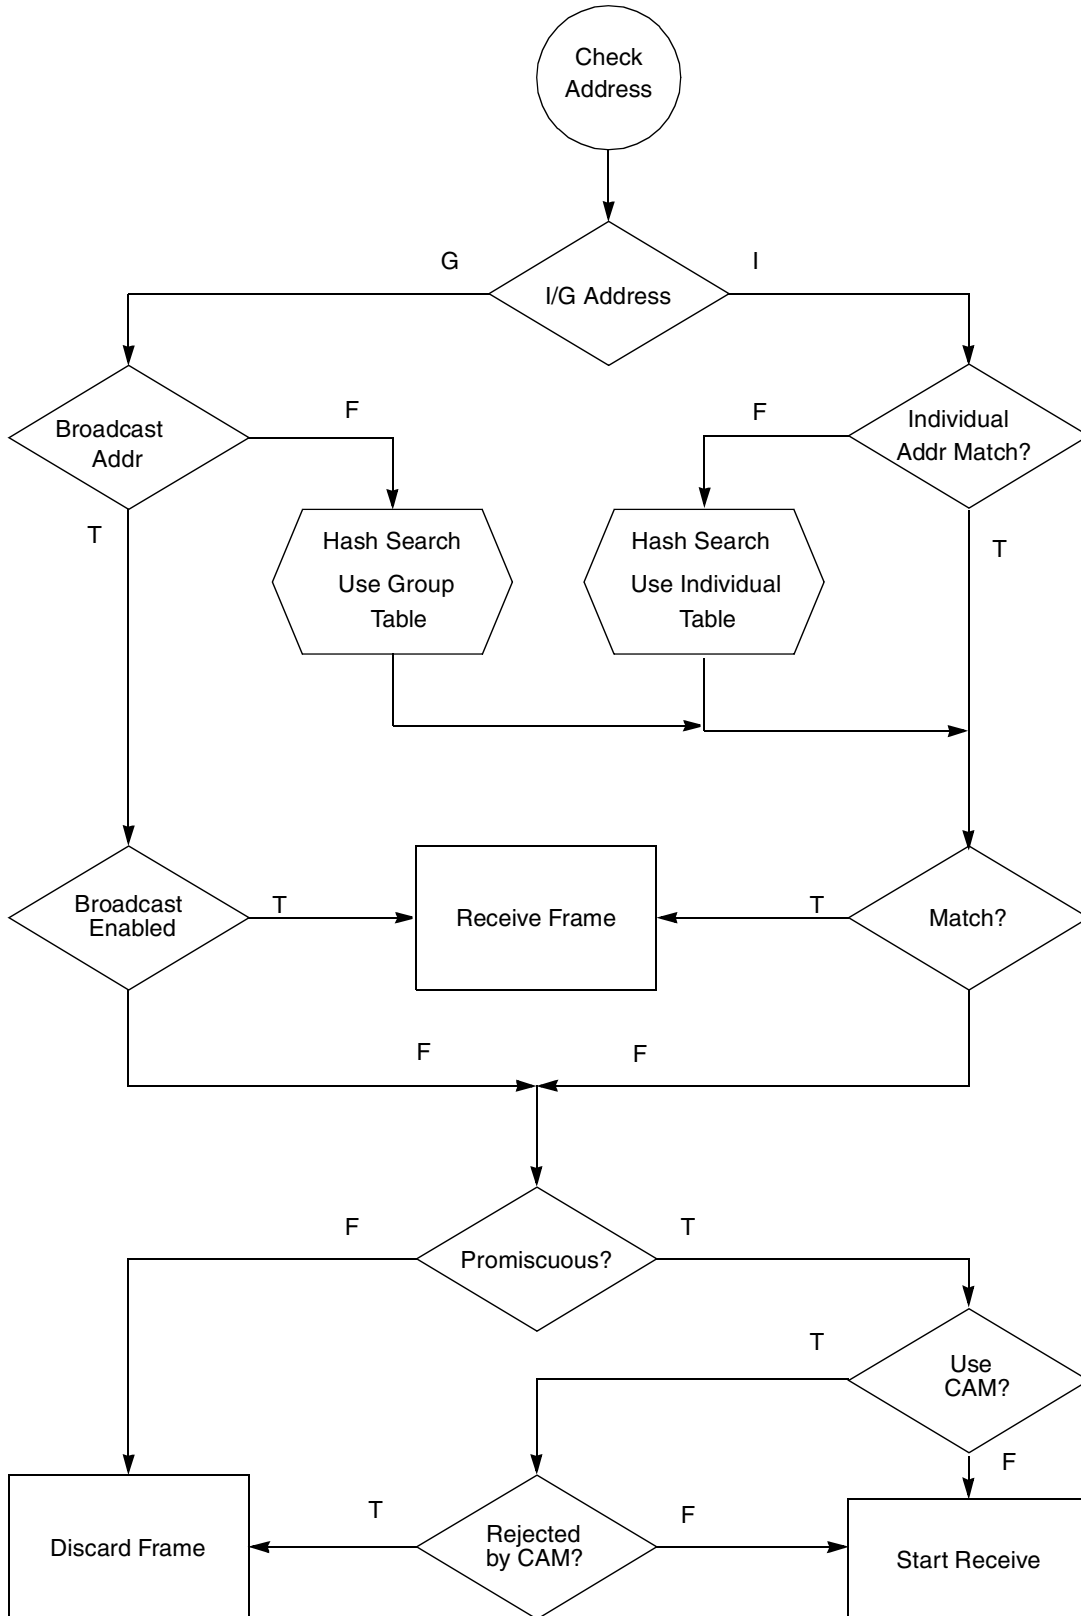 Check
Address
G
I
I/G Address
Broadcast
Addr
F
F
Individual
Addr Match?
T
T
Hash Search
Use Group
Table
Hash Search
Use Individual
Table
Broadcast
Enabled
T
Receive Frame
T
Match?
F
F
F
T
Promiscuous?
T
Use
CAM?
F
Discard Frame
T
Rejected
by CAM?
F
Start Receive